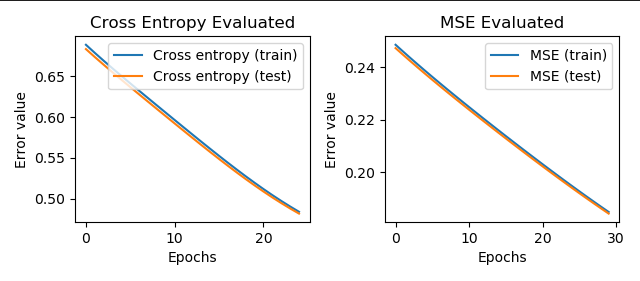 Cross Entropy Evaluated
Cross entropy (train)
Cross entropy (test)
Error value
0.65
0.60
0.55
0.50
0
10
20
Epochs
MSE Evaluated
MSE (train)
MSE (test)
Error value
0.24
0.22
0.20
0
10
20
30
Epochs